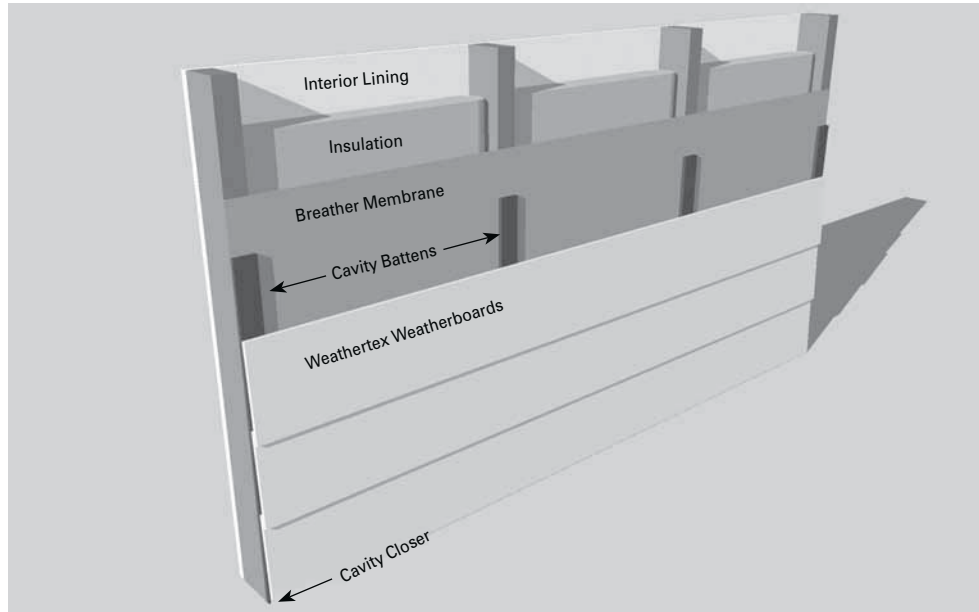 Interior Lining
Insulation
Breather Membrane
Cavity Battens
Weathertex Weatherboards
Cavity Closer